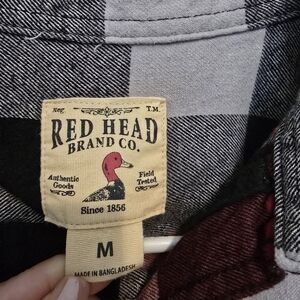 Reg. T.M.
RED HEAD
BRAND CO.
Authentic Field
Goods Tested
Since 1856
M
MADE IN BANGLADESH